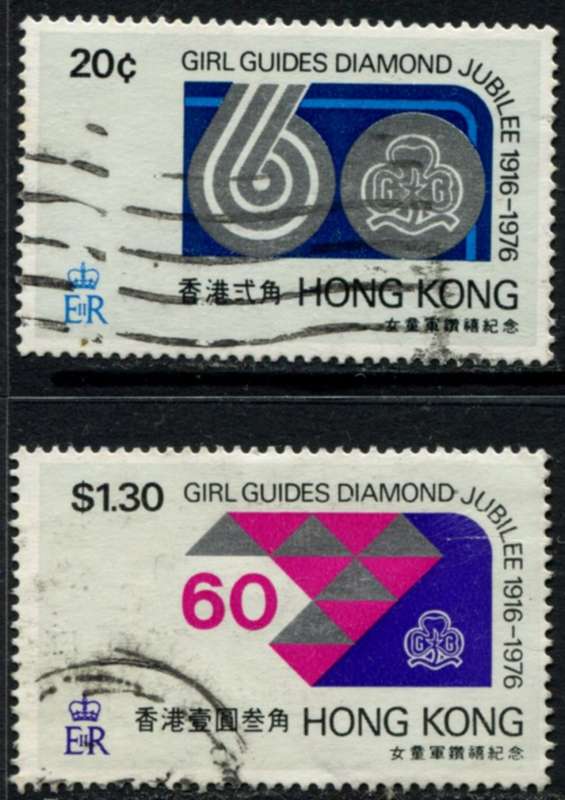 20¢
GIRL GUIDES DIAMOND JUBILEE 1916–1976
60
GG
EIIR
香港弍角 HONG KONG
女童軍鑽禧紀念
$1.30
GIRL GUIDES DIAMOND JUBILEE 1916–1976
60
GG
EIIR
香港壹圓叁角 HONG KONG
女童軍鑽禧紀念